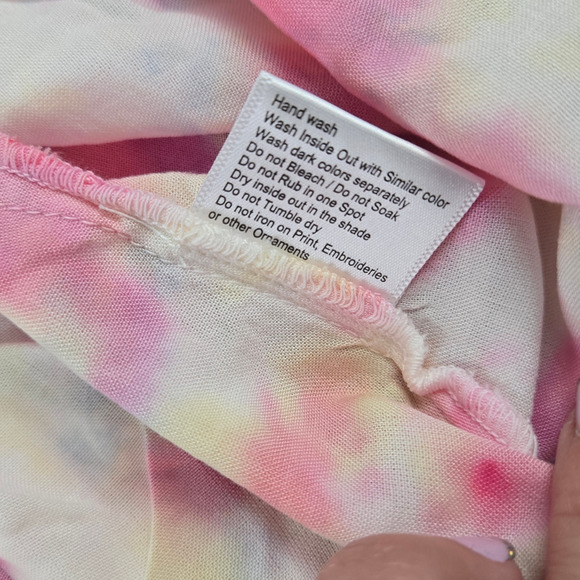 Hand wash
Wash Inside Out with Similar color
Wash dark colors separately
Do not Bleach / Do not Soak
Do not Rub in one Spot
Dry inside out in the shade
Do not Tumble dry
Do not iron on Print, Embroideries
or other Ornaments